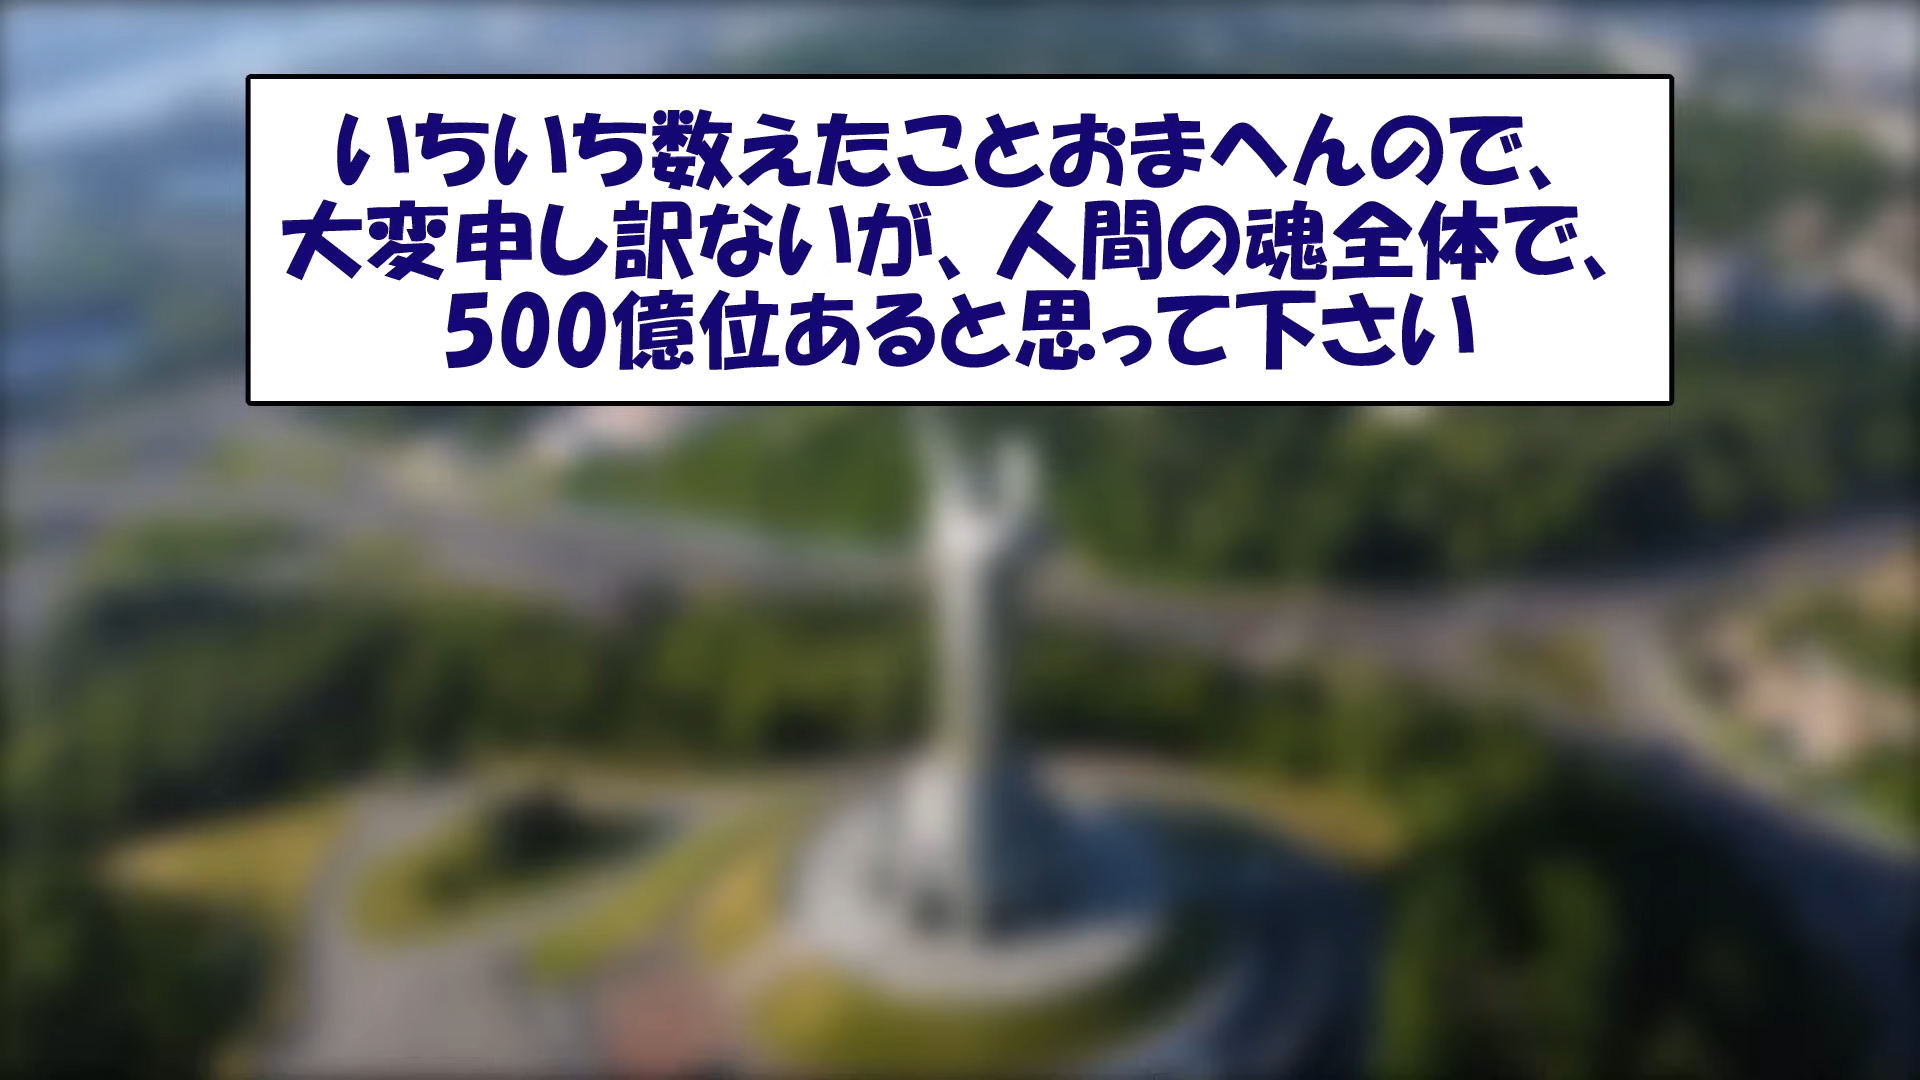 いちいち数えたことおまへんので、
大変申し訳ないが、人間の魂全体で、
500億位あると思って下さい